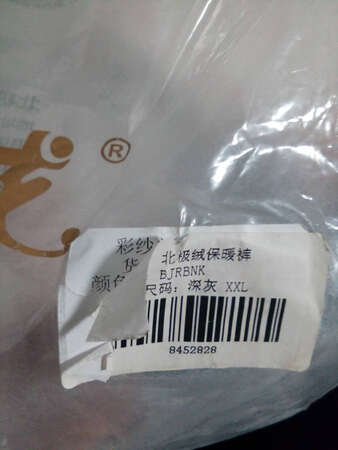 ®
彩纱
北极绒保暖裤
BJRBNK
颜色
尺码: 深灰 XXL
8452828